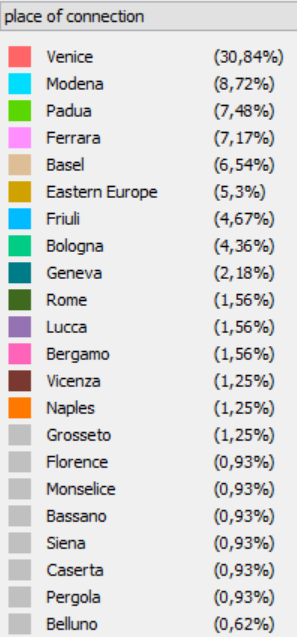 place of connection
Venice (30,84%)
Modena (8,72%)
Padua (7,48%)
Ferrara (7,17%)
Basel (6,54%)
Eastern Europe (5,3%)
Friuli (4,67%)
Bologna (4,36%)
Geneva (2,18%)
Rome (1,56%)
Lucca (1,56%)
Bergamo (1,56%)
Vicenza (1,25%)
Naples (1,25%)
Grosseto (1,25%)
Florence (0,93%)
Monselice (0,93%)
Bassano (0,93%)
Siena (0,93%)
Caserta (0,93%)
Pergola (0,93%)
Belluno (0,62%)